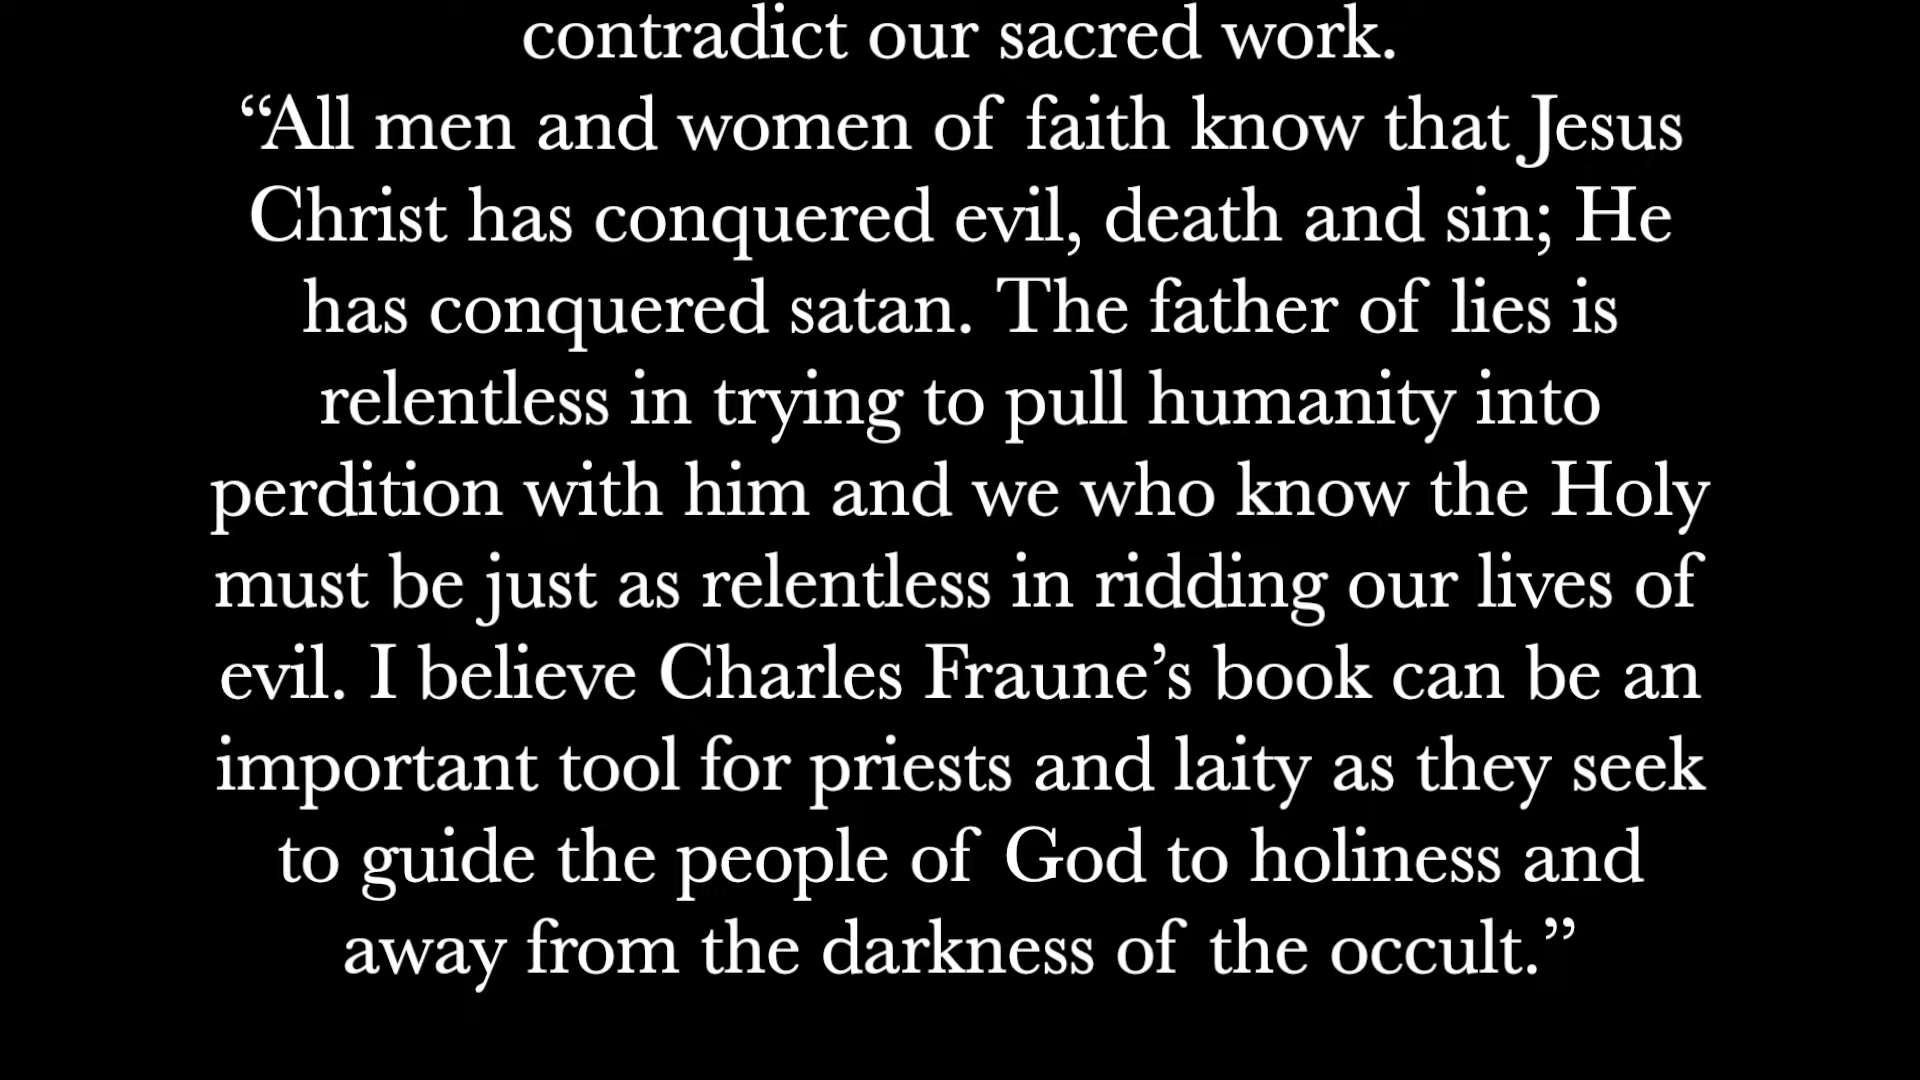 contradict our sacred work.
“All men and women of faith know that Jesus
Christ has conquered evil, death and sin; He
has conquered satan. The father of lies is
relentless in trying to pull humanity into
perdition with him and we who know the Holy
must be just as relentless in ridding our lives of
evil. I believe Charles Fraune’s book can be an
important tool for priests and laity as they seek
to guide the people of God to holiness and
away from the darkness of the occult.”